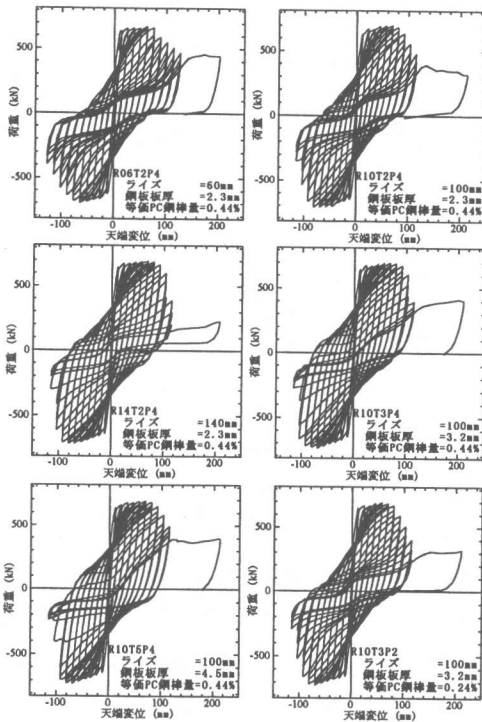 500
0
-500
荷重 (kN)
R06T2P4
ライズ =60mm
鋼板板厚 =2.3mm
等価PC鋼棒量=0.44%
-100 0 100 200
天端変位 (mm)
500
0
-500
荷重 (kN)
R10T2P4
ライズ =100mm
鋼板板厚 =2.3mm
等価PC鋼棒量=0.44%
-100 0 100 200
天端変位 (mm)
500
0
-500
荷重 (kN)
R14T2P4
ライズ =140mm
鋼板板厚 =2.3mm
等価PC鋼棒量=0.44%
-100 0 100 200
天端変位 (mm)
500
0
-500
荷重 (kN)
R10T3P4
ライズ =100mm
鋼板板厚 =3.2mm
等価PC鋼棒量=0.44%
-100 0 100 200
天端変位 (mm)
500
0
-500
荷重 (kN)
R10T5P4
ライズ =100mm
鋼板板厚 =4.5mm
等価PC鋼棒量=0.44%
-100 0 100 200
天端変位 (mm)
500
0
-500
荷重 (kN)
R10T3P2
ライズ =100mm
鋼板板厚 =3.2mm
等価PC鋼棒量=0.24%
-100 0 100 200
天端変位 (mm)